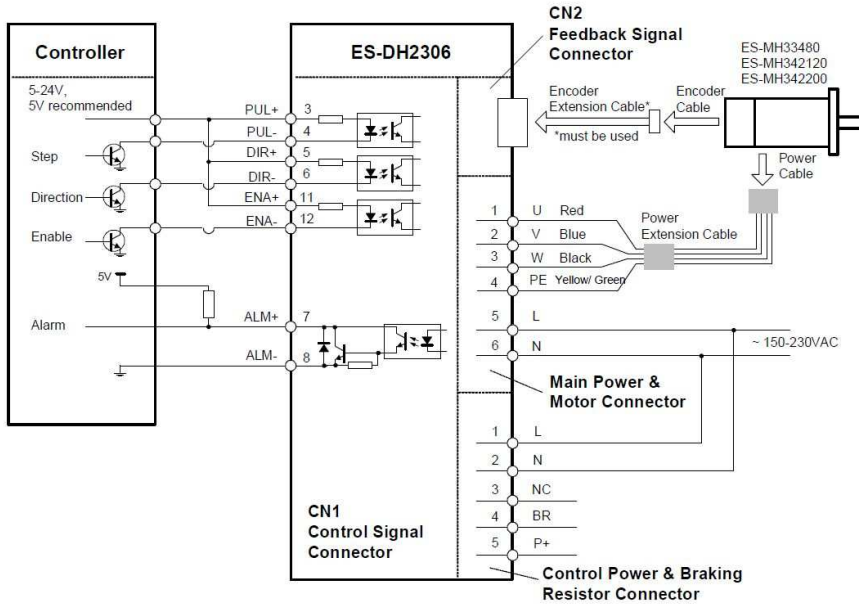 CN2
Feedback Signal
Connector
Controller
ES-DH2306
ES-MH33480
ES-MH342120
ES-MH342200
5-24V,
5V recommended
Encoder
Extension Cable*
*must be used
Encoder
Cable
PUL+ 3
PUL- 4
Step
DIR+ 5
DIR- 6
Direction
ENA+ 11
ENA- 12
Enable
Power
Cable
1 U Red
2 V Blue
3 W Black
4 PE Yellow/ Green
Power
Extension Cable
5V
Alarm
ALM+ 7
ALM- 8
5 L
6 N
~ 150-230VAC
Main Power &
Motor Connector
1 L
2 N
3 NC
4 BR
5 P+
CN1
Control Signal
Connector
Control Power & Braking
Resistor Connector